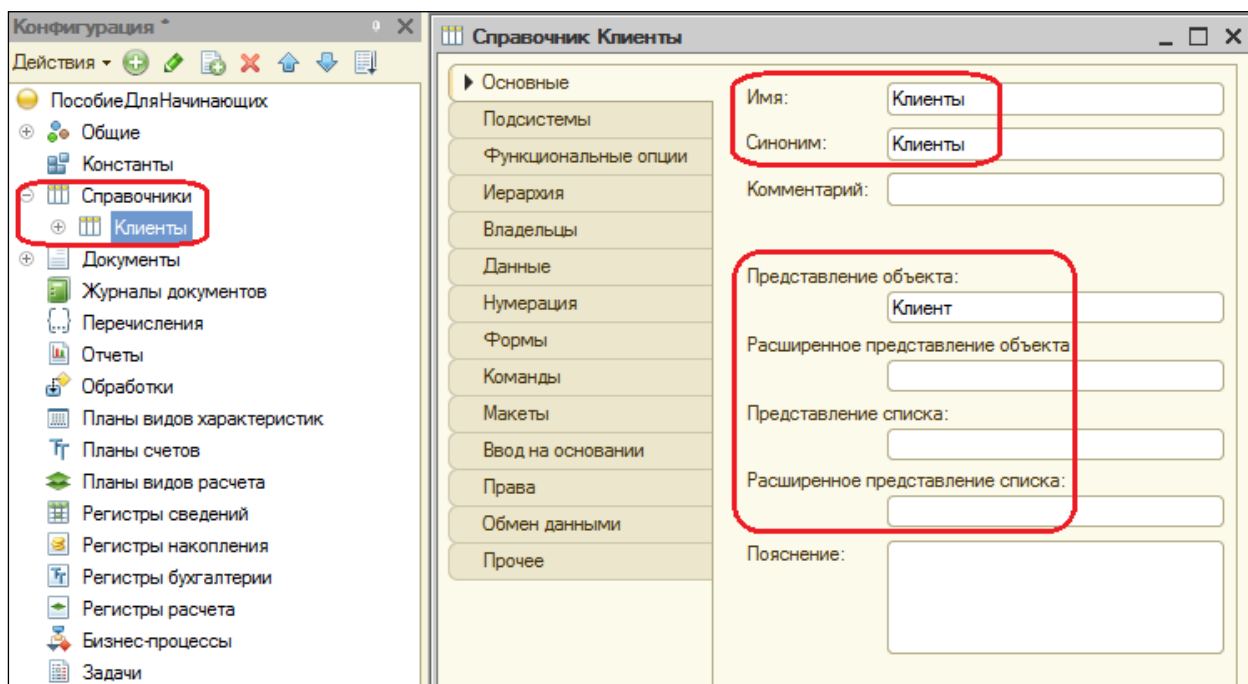 Конфигурация *
Действия
ПособиеДляНачинающих
Общие
Константы
Справочники
Клиенты
Документы
Журналы документов
Перечисления
Отчеты
Обработки
Планы видов характеристик
Планы счетов
Планы видов расчета
Регистры сведений
Регистры накопления
Регистры бухгалтерии
Регистры расчета
Бизнес-процессы
Задачи
Справочник Клиенты
Основные
Подсистемы
Функциональные опции
Иерархия
Владельцы
Данные
Нумерация
Формы
Команды
Макеты
Ввод на основании
Права
Обмен данными
Прочее
Имя: Клиенты
Синоним: Клиенты
Комментарий:
Представление объекта:
Клиент
Расширенное представление объекта
Представление списка:
Расширенное представление списка:
Пояснение: